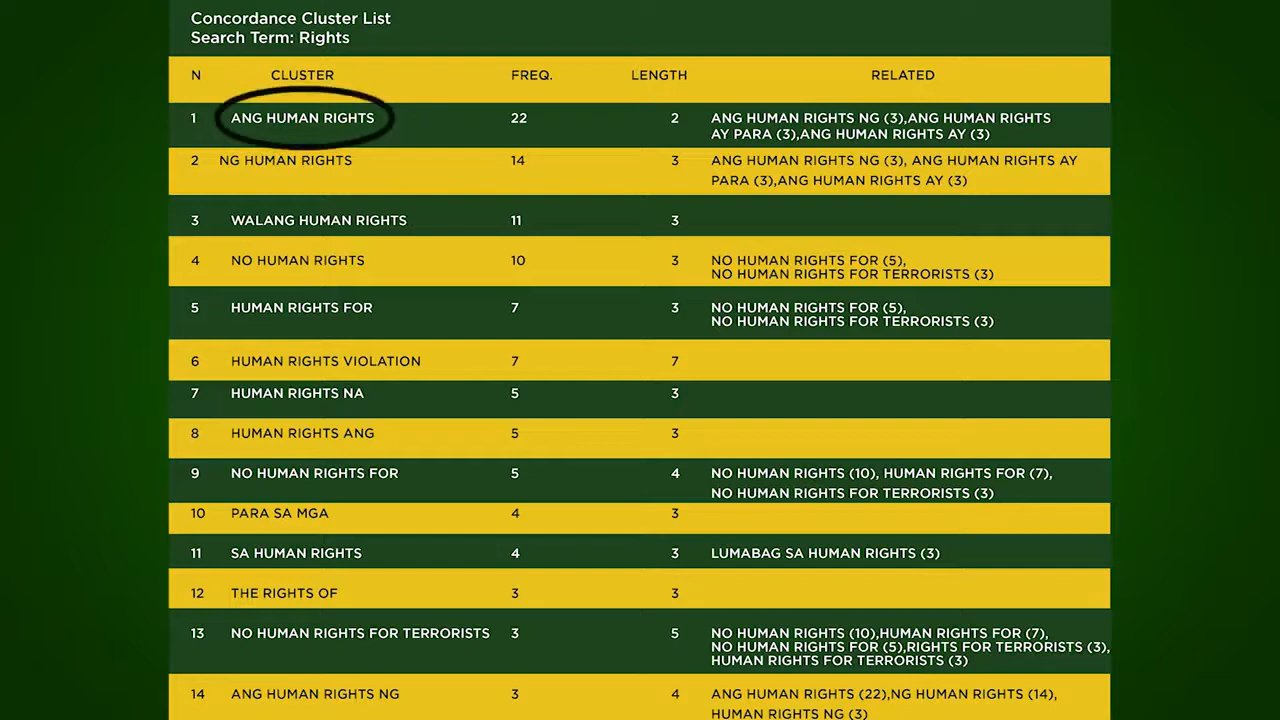 Concordance Cluster List
Search Term: Rights
N CLUSTER FREQ. LENGTH RELATED
1 ANG HUMAN RIGHTS 22 2 ANG HUMAN RIGHTS NG (3),ANG HUMAN RIGHTS
AY PARA (3),ANG HUMAN RIGHTS AY (3)
2 NG HUMAN RIGHTS 14 3 ANG HUMAN RIGHTS NG (3), ANG HUMAN RIGHTS AY
PARA (3),ANG HUMAN RIGHTS AY (3)
3 WALANG HUMAN RIGHTS 11 3
4 NO HUMAN RIGHTS 10 3 NO HUMAN RIGHTS FOR (5),
NO HUMAN RIGHTS FOR TERRORISTS (3)
5 HUMAN RIGHTS FOR 7 3 NO HUMAN RIGHTS FOR (5),
NO HUMAN RIGHTS FOR TERRORISTS (3)
6 HUMAN RIGHTS VIOLATION 7 7
7 HUMAN RIGHTS NA 5 3
8 HUMAN RIGHTS ANG 5 3
9 NO HUMAN RIGHTS FOR 5 4 NO HUMAN RIGHTS (10), HUMAN RIGHTS FOR (7),
NO HUMAN RIGHTS FOR TERRORISTS (3)
10 PARA SA MGA 4 3
11 SA HUMAN RIGHTS 4 3 LUMABAG SA HUMAN RIGHTS (3)
12 THE RIGHTS OF 3 3
13 NO HUMAN RIGHTS FOR TERRORISTS 3 5 NO HUMAN RIGHTS (10),HUMAN RIGHTS FOR (7),
NO HUMAN RIGHTS FOR (5),RIGHTS FOR TERRORISTS (3),
HUMAN RIGHTS FOR TERRORISTS (3)
14 ANG HUMAN RIGHTS NG 3 4 ANG HUMAN RIGHTS (22),NG HUMAN RIGHTS (14),
HUMAN RIGHTS NG (3)